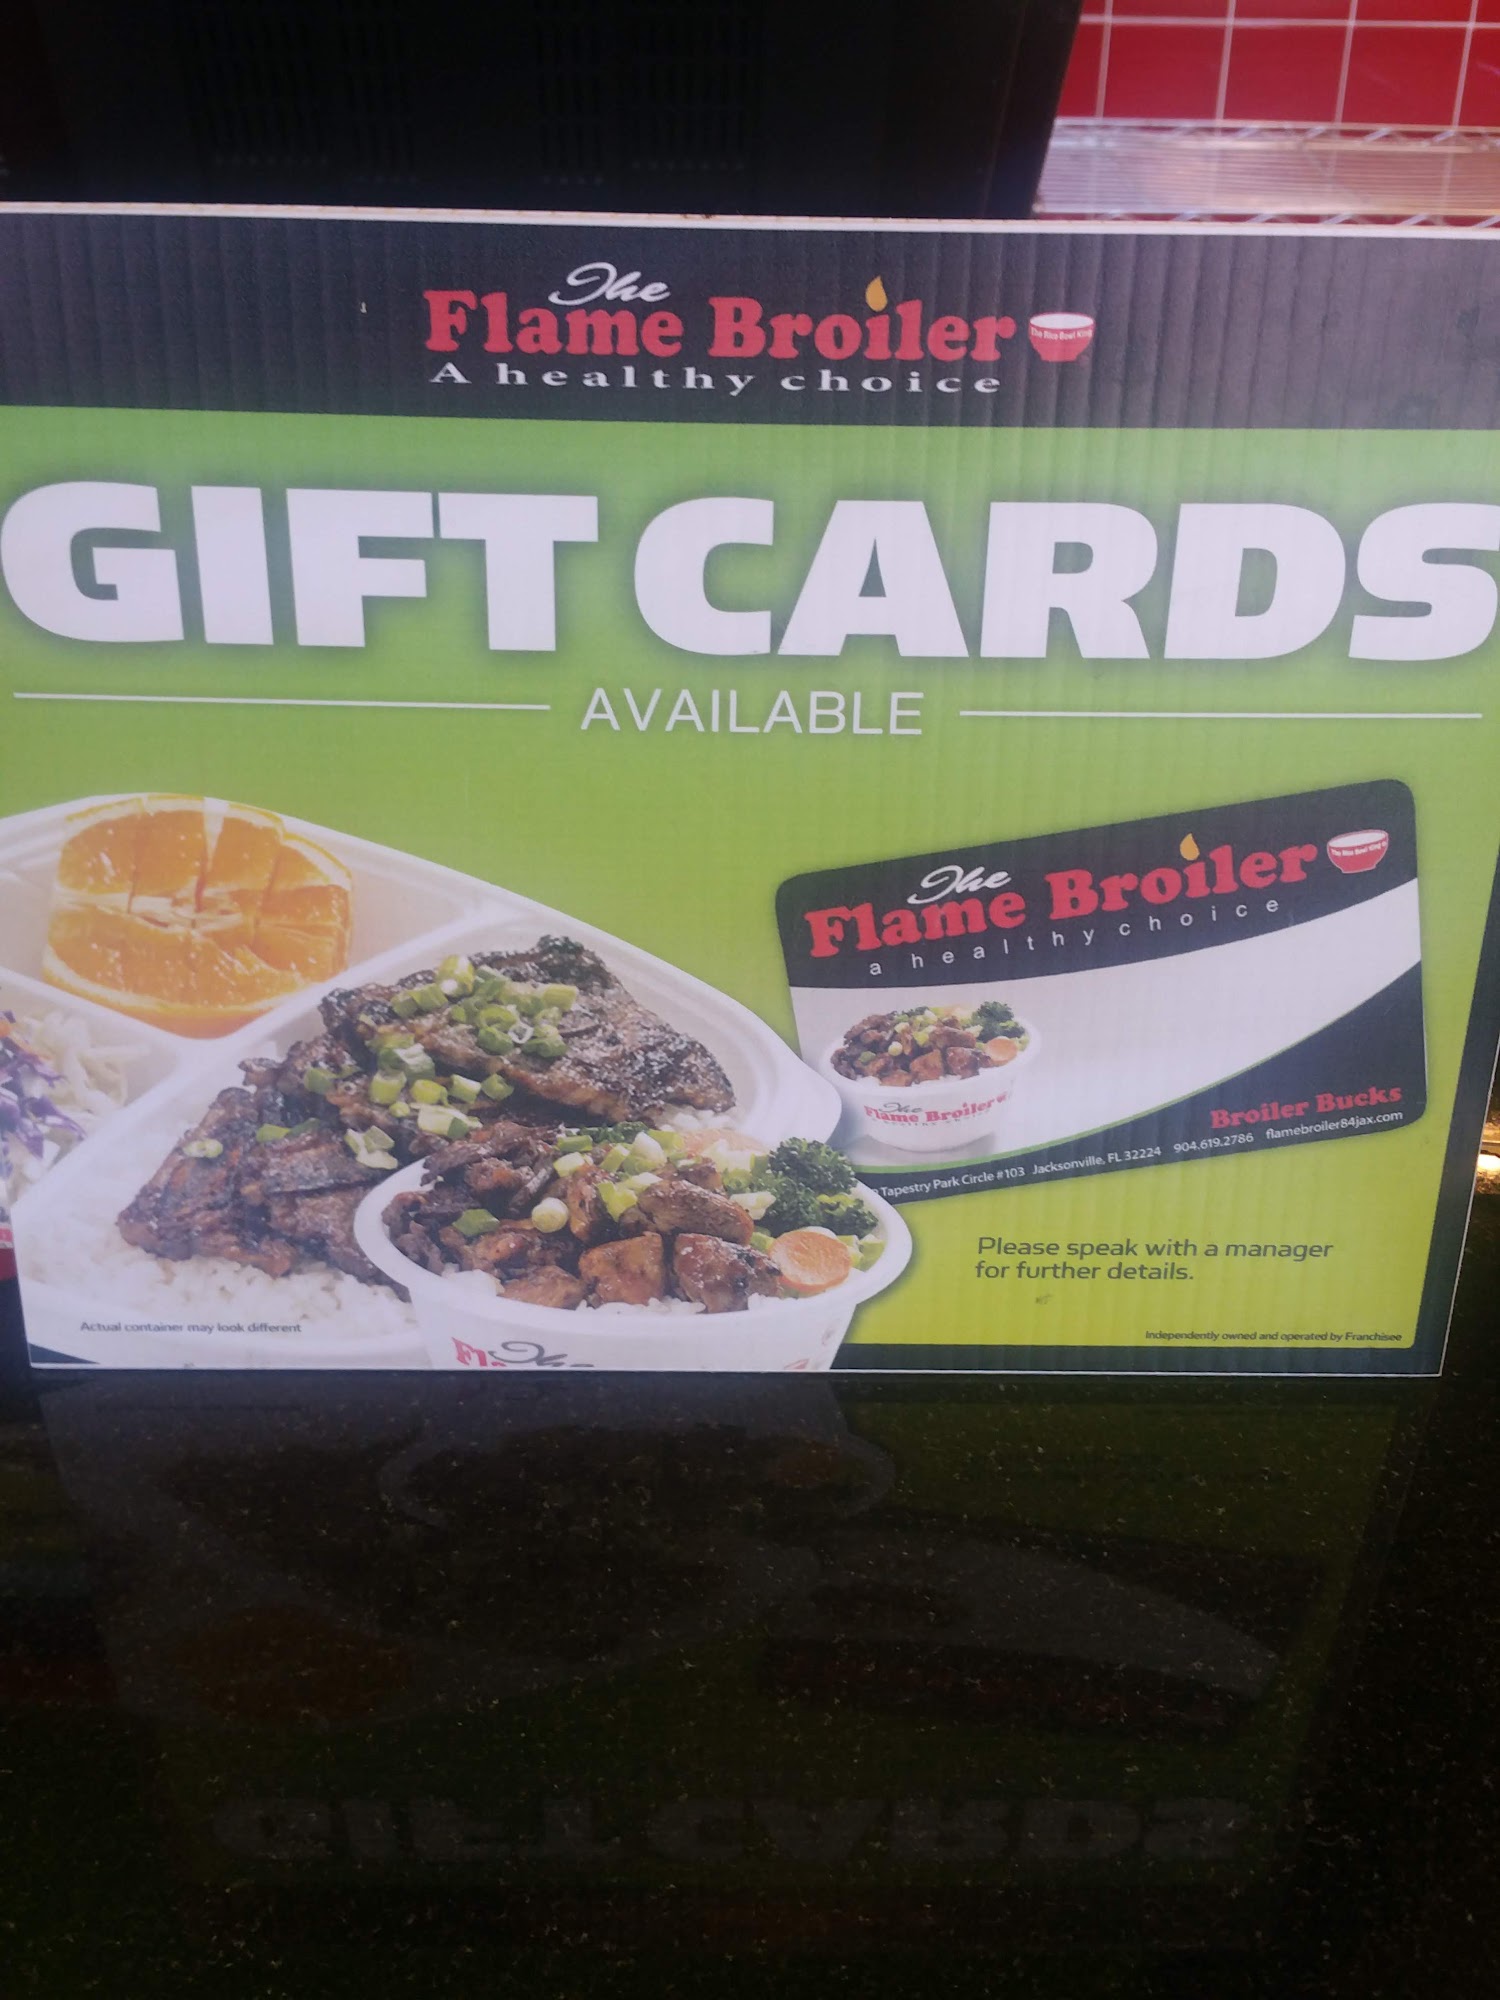 The
Flame Broiler
The Rice Bowl King
A healthy choice
GIFT CARDS
AVAILABLE
The
Flame Broiler
The Rice Bowl King
a healthy choice
The
Flame Broiler
Broiler Bucks
Tapestry Park Circle #103 Jacksonville, FL 32224 904.619.2786 flamebroiler84jax.com
Please speak with a manager
for further details.
Actual container may look different
Independently owned and operated by Franchisee